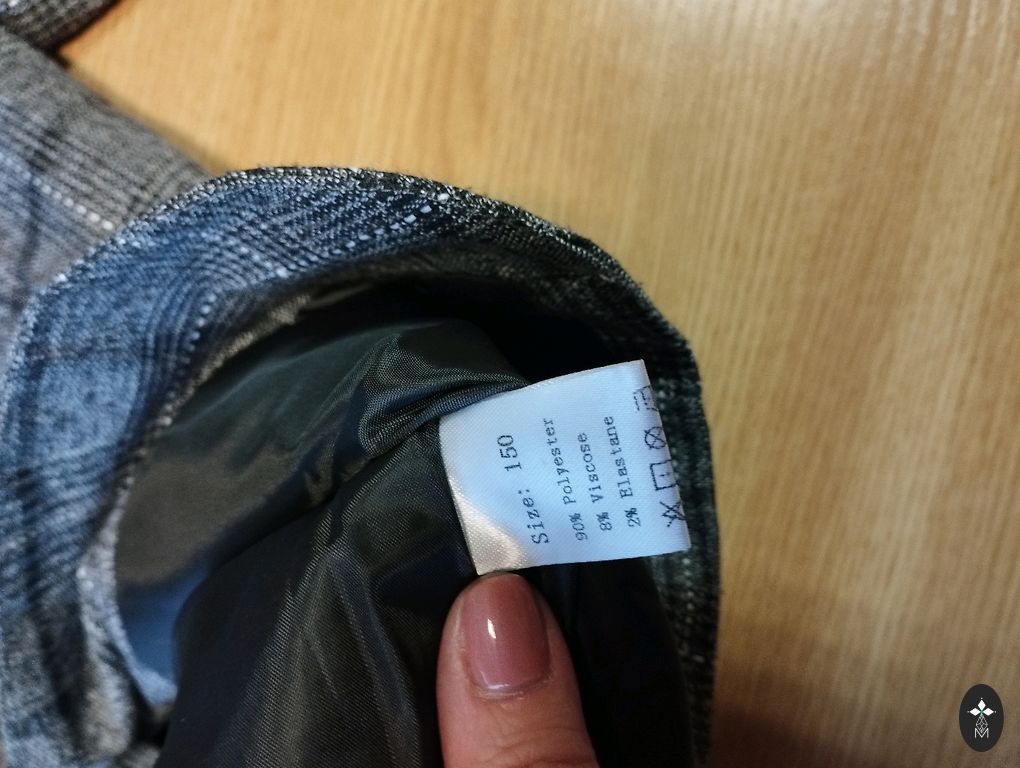 Size: 150
90% Polyester
8% Viscose
2% Elastane
M